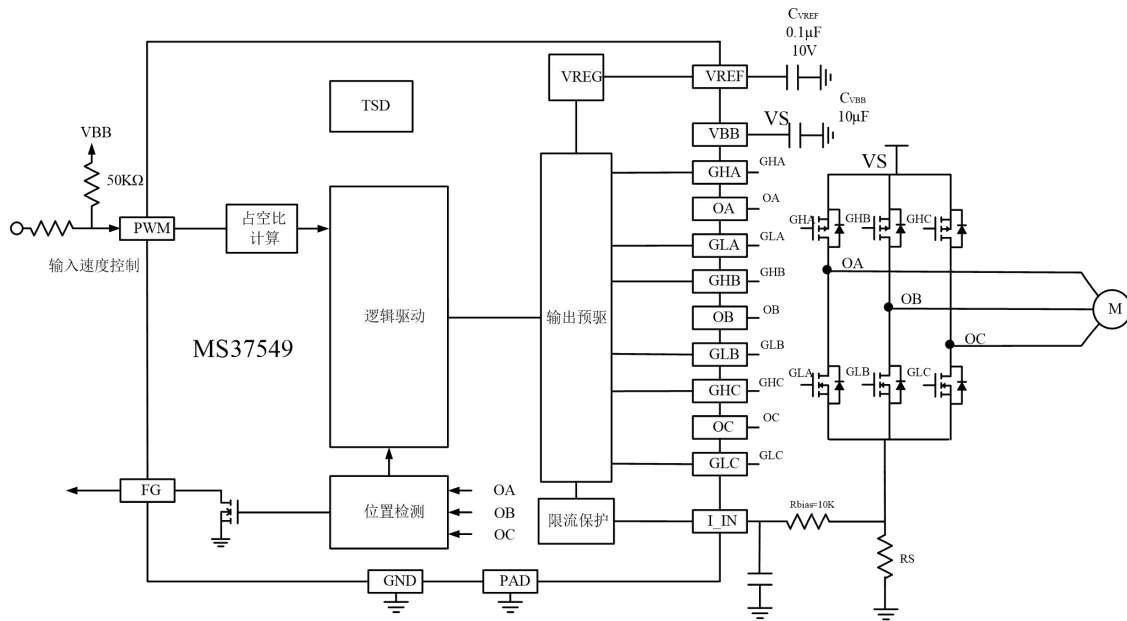 CVREF
0.1μF
10V
VREG
VREF
TSD
CVBB
10μF
VBB
VS
VBB
VS
50KΩ
GHA
GHA
OA
OA
PWM
占空比
计算
GHA
GHB
GHC
GLA
GLA
输入速度控制
OA
GHB
GHB
逻辑驱动
输出预驱
OB
OB
OB
M
MS37549
OC
GLB
GLB
GLA
GLB
GLC
GHC
GHC
OC
OC
GLC
GLC
FG
位置检测
OA
OB
OC
限流保护
I_IN
Rbias=10K
RS
GND
PAD